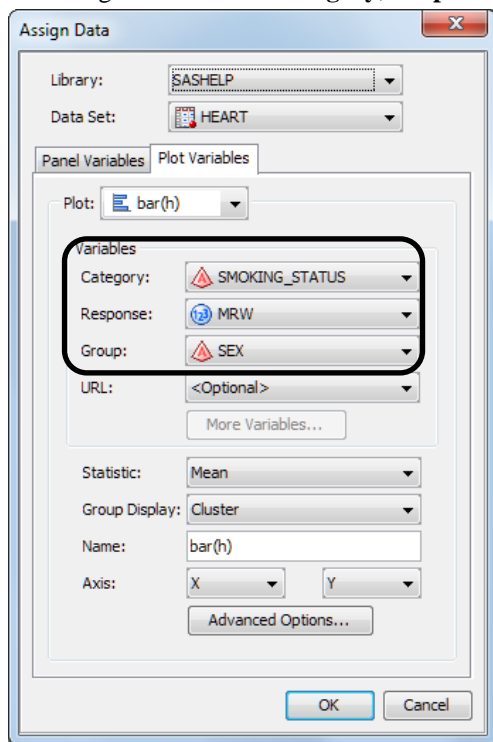 Assign Data
Library: SASHELP
Data Set: HEART
Panel Variables Plot Variables
Plot: bar(h)
Variables
Category: SMOKING_STATUS
Response: MRW
Group: SEX
URL: <Optional>
More Variables...
Statistic: Mean
Group Display: Cluster
Name: bar(h)
Axis: X Y
Advanced Options...
OK Cancel